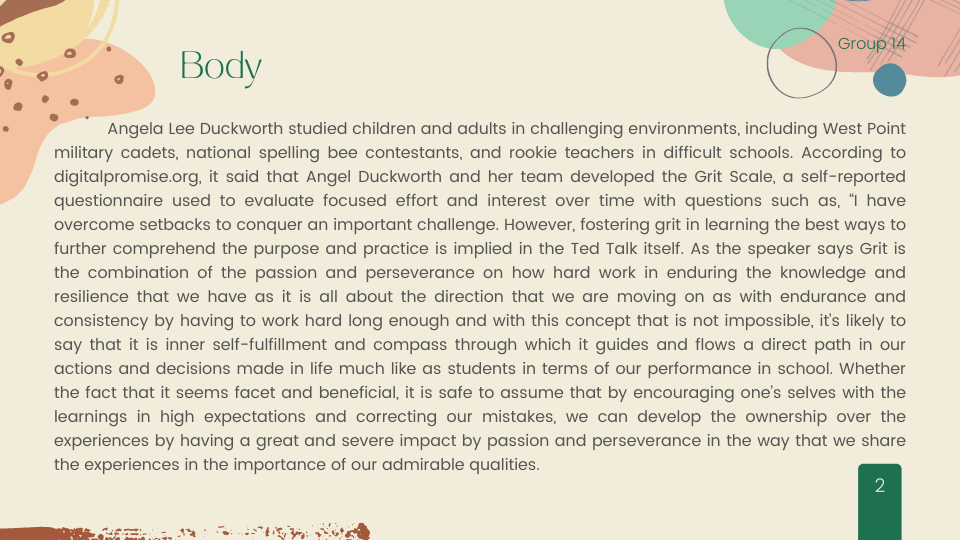 Group 14
Body
Angela Lee Duckworth studied children and adults in challenging environments, including West Point
military cadets, national spelling bee contestants, and rookie teachers in difficult schools. According to
digitalpromise.org, it said that Angel Duckworth and her team developed the Grit Scale, a self-reported
questionnaire used to evaluate focused effort and interest over time with questions such as, “I have
overcome setbacks to conquer an important challenge. However, fostering grit in learning the best ways to
further comprehend the purpose and practice is implied in the Ted Talk itself. As the speaker says Grit is
the combination of the passion and perseverance on how hard work in enduring the knowledge and
resilience that we have as it is all about the direction that we are moving on as with endurance and
consistency by having to work hard long enough and with this concept that is not impossible, it's likely to
say that it is inner self-fulfillment and compass through which it guides and flows a direct path in our
actions and decisions made in life much like as students in terms of our performance in school. Whether
the fact that it seems facet and beneficial, it is safe to assume that by encouraging one's selves with the
learnings in high expectations and correcting our mistakes, we can develop the ownership over the
experiences by having a great and severe impact by passion and perseverance in the way that we share
the experiences in the importance of our admirable qualities.
2